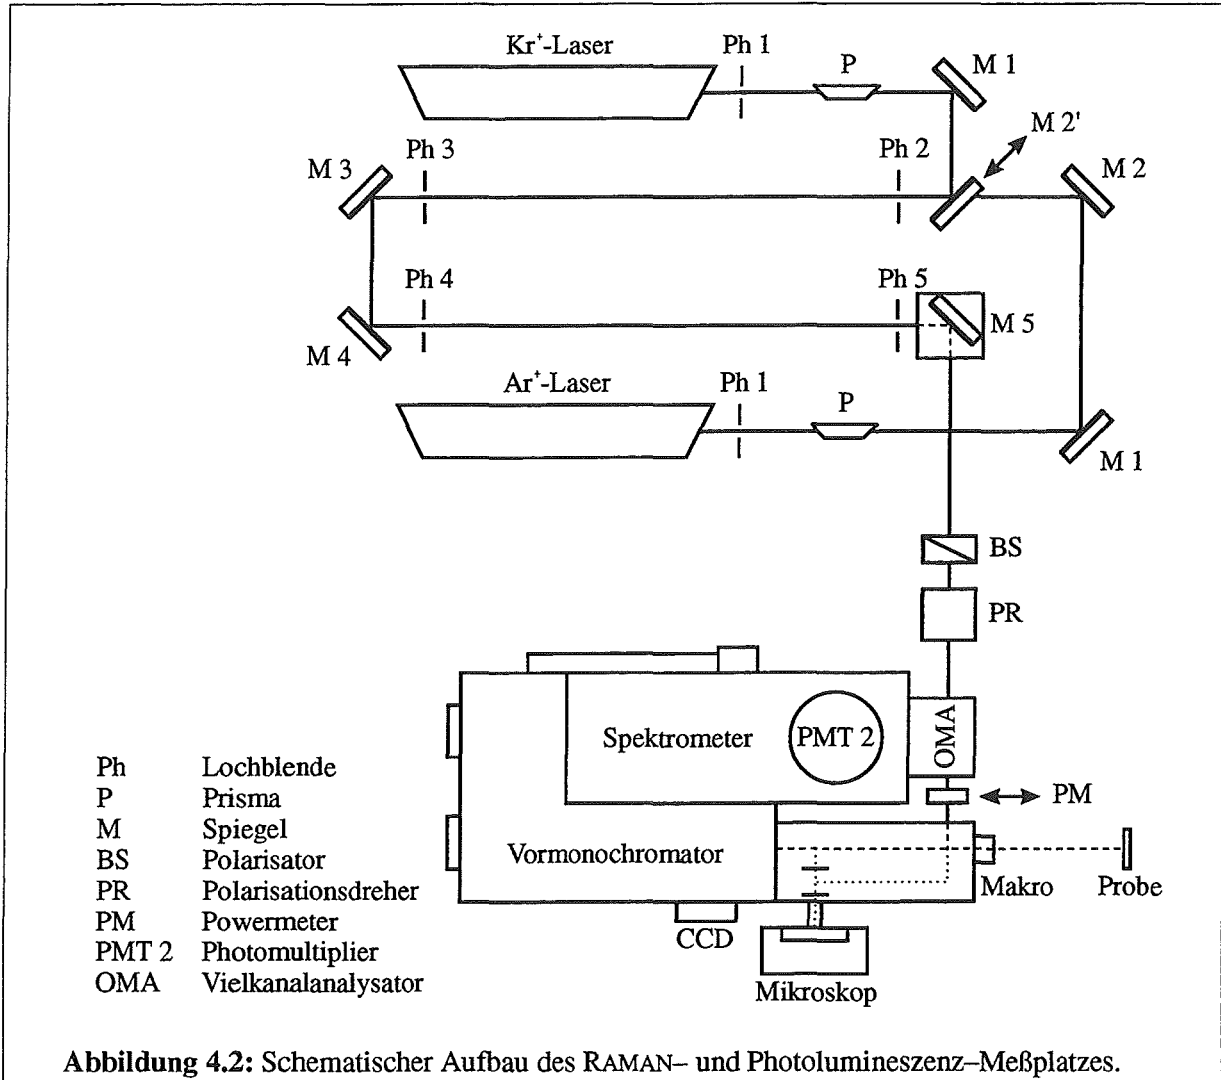 Kr⁺-Laser
Ph 1
P
M 1
M 2'
M 3
Ph 3
Ph 2
M 2
Ph 4
Ph 5
M 5
M 4
Ar⁺-Laser
Ph 1
P
M 1
BS
PR
Spektrometer
PMT 2
OMA
PM
Vormonochromator
Makro
Probe
CCD
Mikroskop
Ph Lochblende
P Prisma
M Spiegel
BS Polarisator
PR Polarisationsdreher
PM Powermeter
PMT 2 Photomultiplier
OMA Vielkanalanalysator
Abbildung 4.2: Schematischer Aufbau des RAMAN– und Photolumineszenz–Meßplatzes.